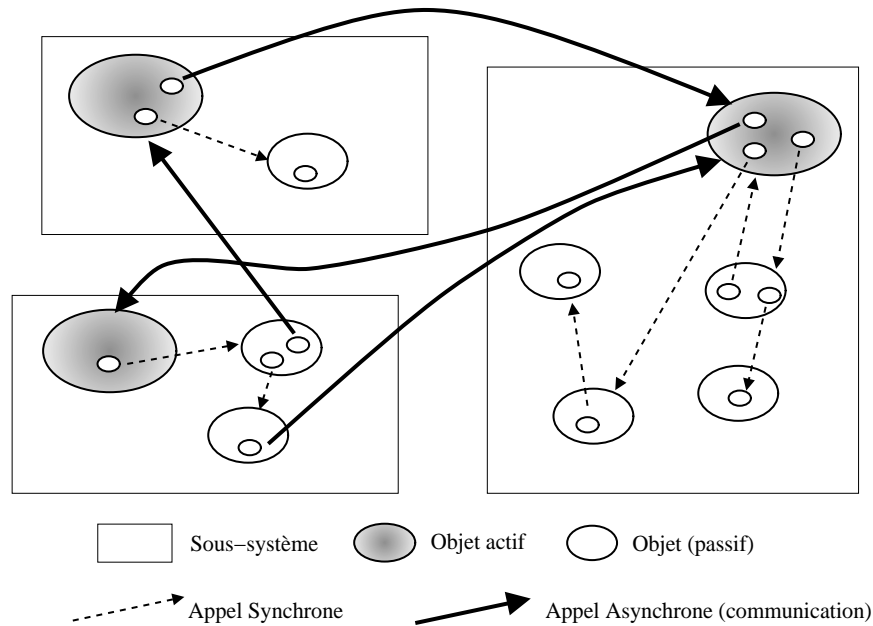 Sous−système
Objet actif
Objet (passif)
Appel Synchrone
Appel Asynchrone (communication)